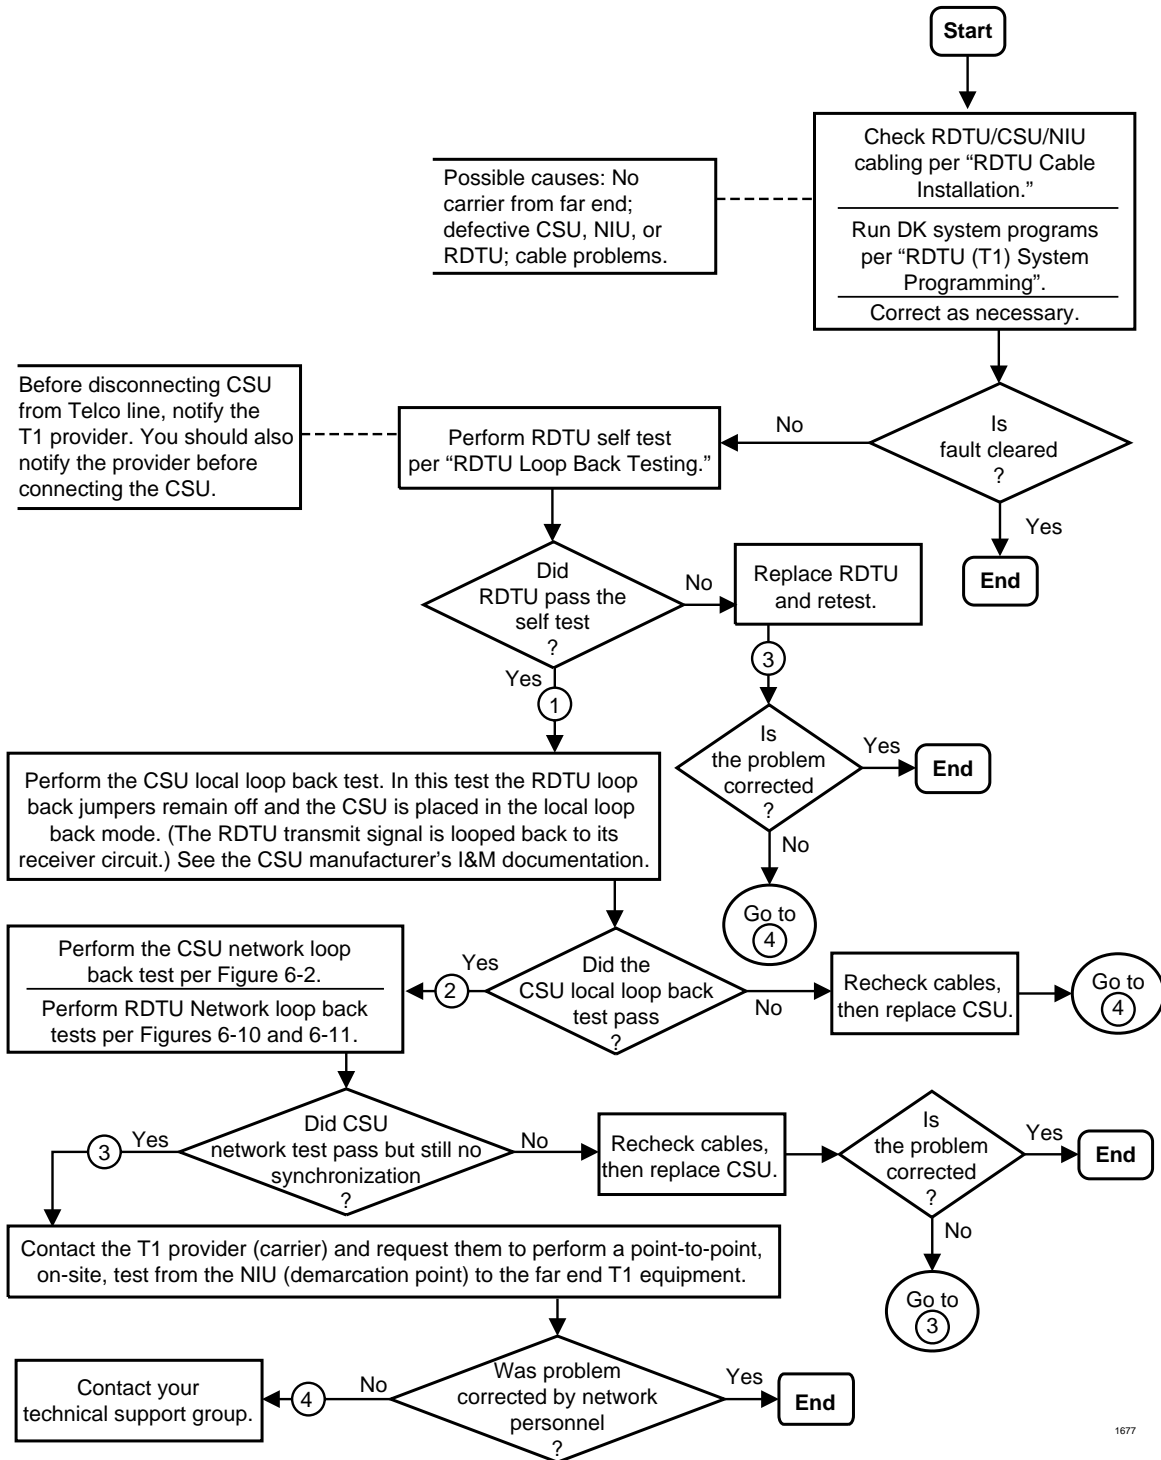 Start
Check RDTU/CSU/NIU
cabling per “RDTU Cable
Installation.”
Run DK system programs
per “RDTU (T1) System
Programming”.
Correct as necessary.
Possible causes: No
carrier from far end;
defective CSU, NIU, or
RDTU; cable problems.
Is
fault cleared
?
No
Yes
End
Before disconnecting CSU
from Telco line, notify the
T1 provider. You should also
notify the provider before
connecting the CSU.
Perform RDTU self test
per “RDTU Loop Back Testing.”
Did
RDTU pass the
self test
?
No
Yes
1
Replace RDTU
and retest.
3
Is
the problem
corrected
?
Yes
End
No
Go to
4
Perform the CSU local loop back test. In this test the RDTU loop
back jumpers remain off and the CSU is placed in the local loop
back mode. (The RDTU transmit signal is looped back to its
receiver circuit.) See the CSU manufacturer’s I&M documentation.
Did the
CSU local loop back
test pass
?
Yes
2
No
Recheck cables,
then replace CSU.
Go to
4
Perform the CSU network loop
back test per Figure 6-2.
Perform RDTU Network loop back
tests per Figures 6-10 and 6-11.
Did CSU
network test pass but still no
synchronization
?
Yes
3
No
Recheck cables,
then replace CSU.
Is
the problem
corrected
?
Yes
End
No
Go to
3
Contact the T1 provider (carrier) and request them to perform a point-to-point,
on-site, test from the NIU (demarcation point) to the far end T1 equipment.
Was problem
corrected by network
personnel
?
Yes
End
No
4
Contact your
technical support group.
1677